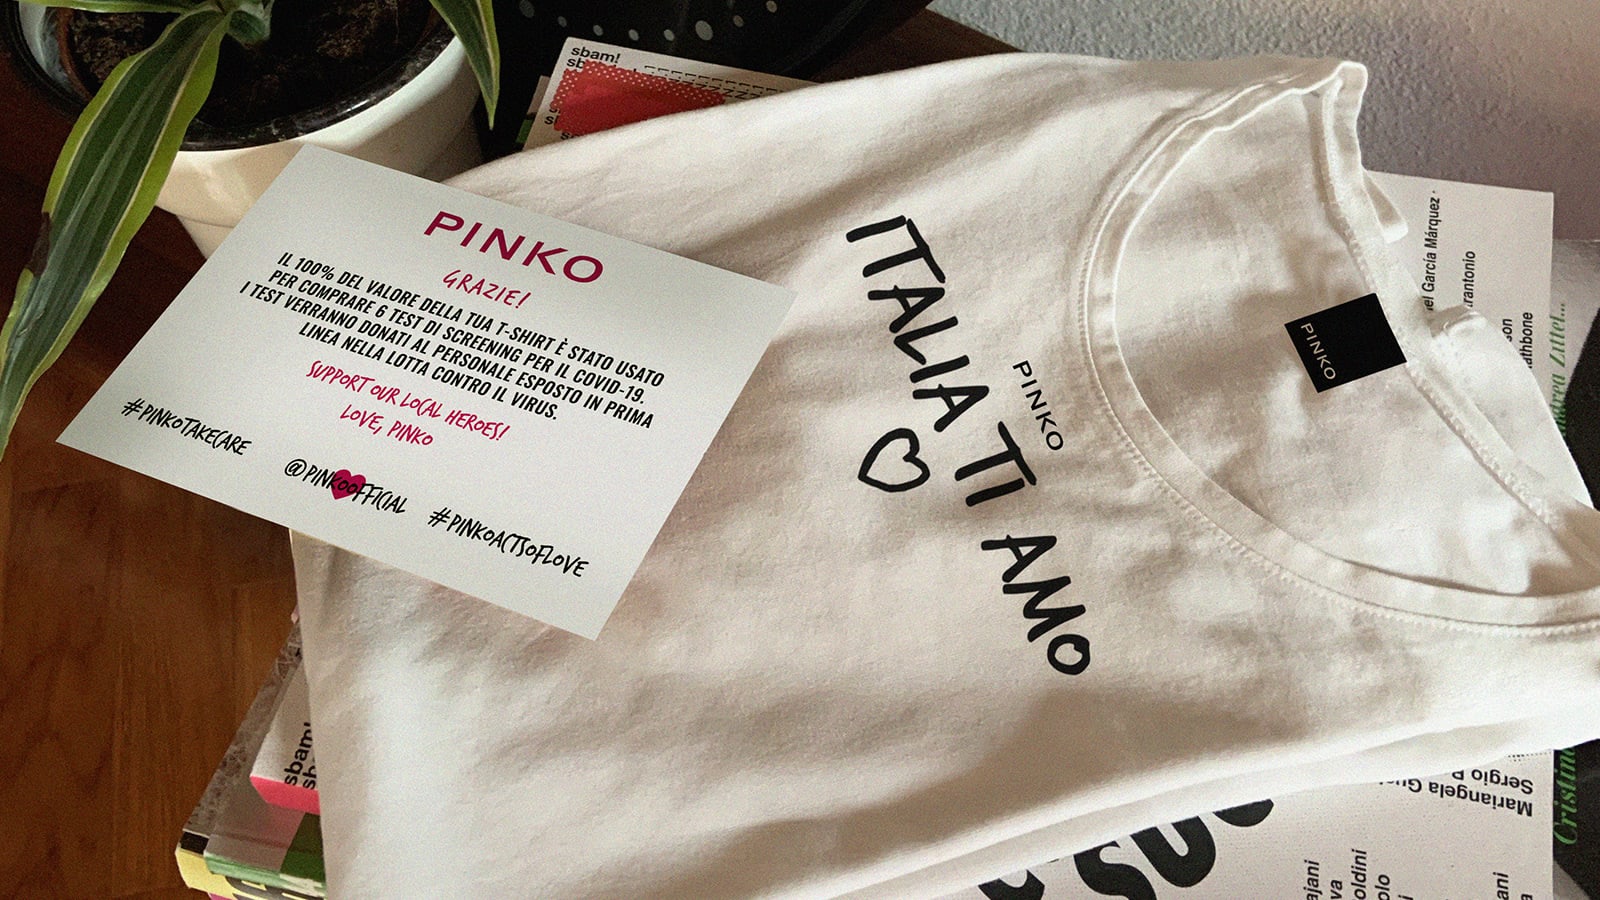 PINKO
GRAZIE!
IL 100% DEL VALORE DELLA TUA T-SHIRT È STATO USATO
PER COMPRARE 6 TEST DI SCREENING PER IL COVID-19.
I TEST VERRANNO DONATI AL PERSONALE ESPOSTO IN PRIMA
LINEA NELLA LOTTA CONTRO IL VIRUS.
SUPPORT OUR LOCAL HEROES!
LOVE, PINKO
#PINKOTAKECARE
@PINKOOFFICIAL
#PINKOACTSOFLOVE
ITALIA TI AMO
PINKO
PINKO
sbam!
sbam!
García Márquez
Mariangela
Sergio